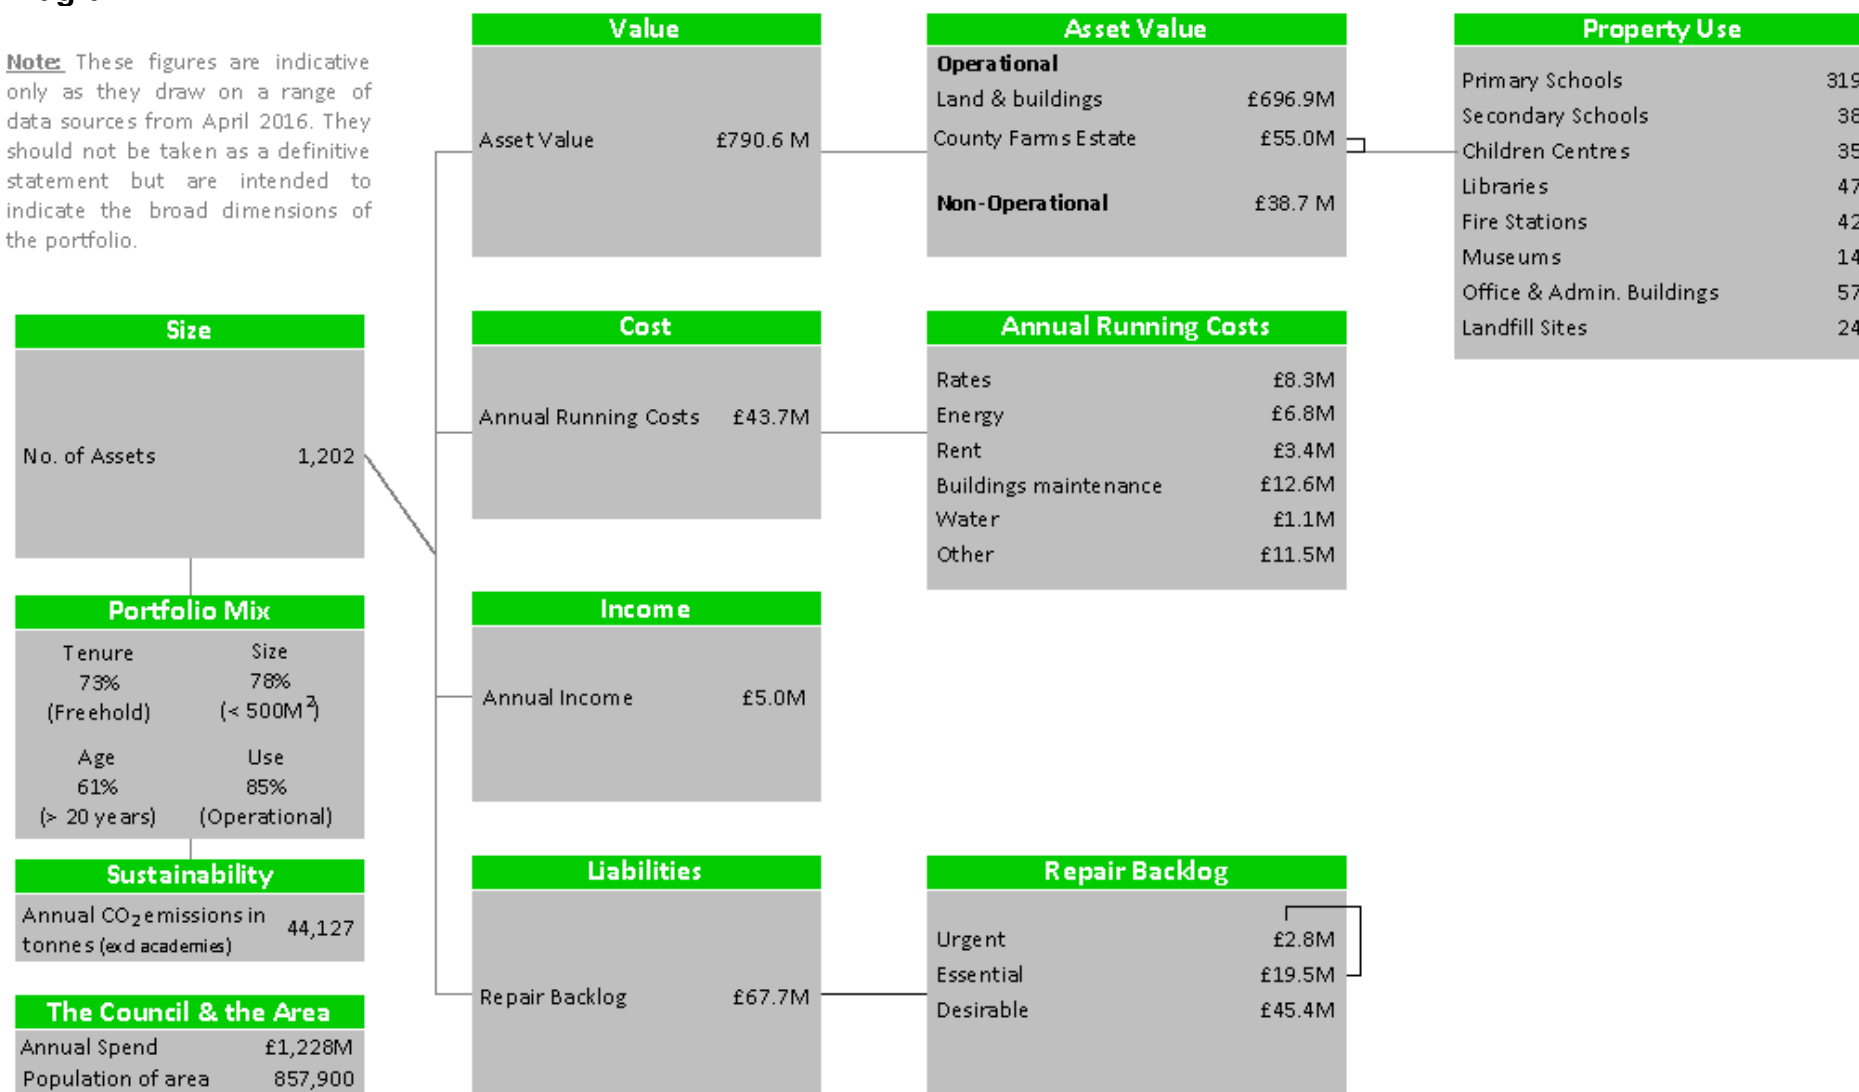 Note: These figures are indicative
only as they draw on a range of
data sources from April 2016. They
should not be taken as a definitive
statement but are intended to
indicate the broad dimensions of
the portfolio.
Size
No. of Assets 1,202
Portfolio Mix
Tenure Size
73% 78%
(Freehold) (< 500M²)
Age Use
61% 85%
(> 20 years) (Operational)
Sustainability
Annual CO₂ emissions in
tonnes (excl academies) 44,127
The Council & the Area
Annual Spend £1,228M
Population of area 857,900
Value
Asset Value £790.6 M
Cost
Annual Running Costs £43.7M
Income
Annual Income £5.0M
Liabilities
Repair Backlog £67.7M
Asset Value
Operational
Land & buildings £696.9M
County Farms Estate £55.0M
Non-Operational £38.7 M
Annual Running Costs
Rates £8.3M
Energy £6.8M
Rent £3.4M
Buildings maintenance £12.6M
Water £1.1M
Other £11.5M
Repair Backlog
Urgent £2.8M
Essential £19.5M
Desirable £45.4M
Property Use
Primary Schools 319
Secondary Schools 38
Children Centres 35
Libraries 47
Fire Stations 42
Museums 14
Office & Admin. Buildings 57
Landfill Sites 24